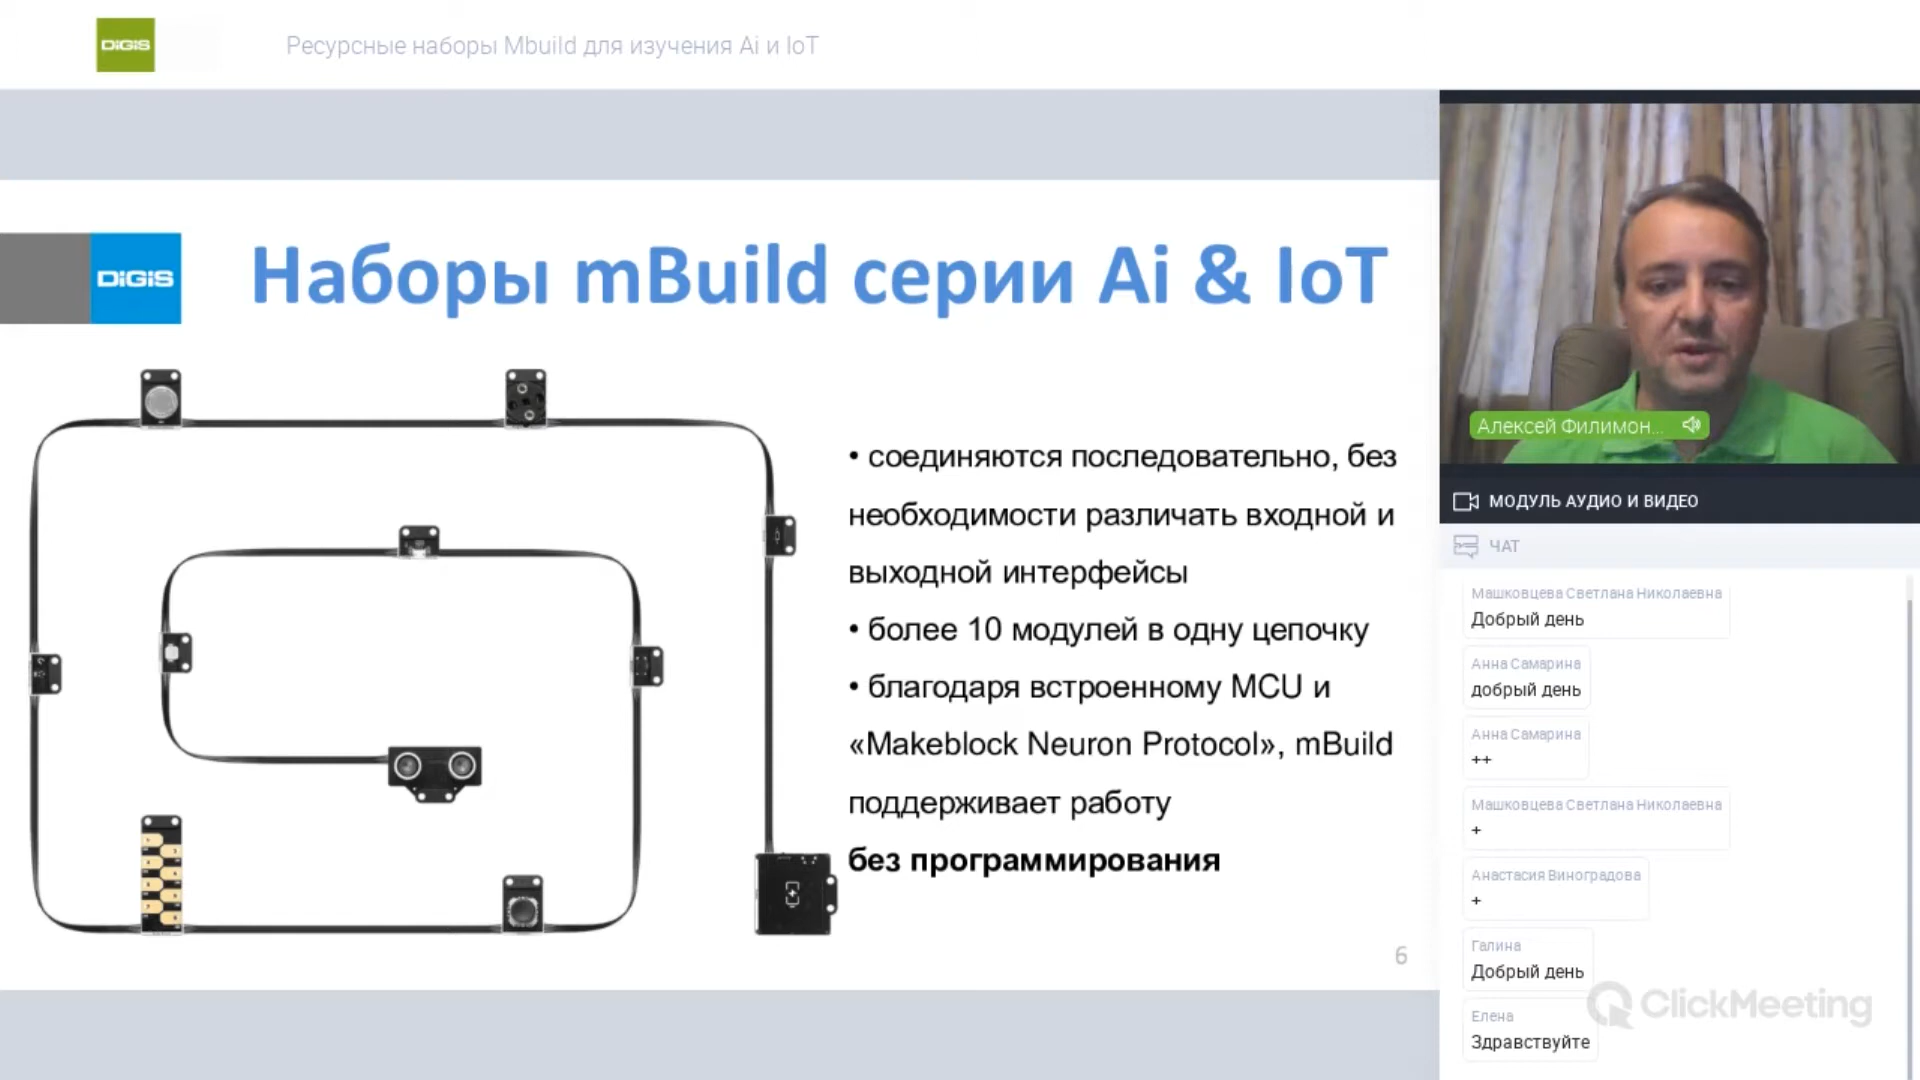 DiGiS
Ресурсные наборы Mbuild для изучения Ai и IoT
DiGiS
Наборы mBuild серии Ai & IoT
• соединяются последовательно, без
необходимости различать входной и
выходной интерфейсы
• более 10 модулей в одну цепочку
• благодаря встроенному MCU и
«Makeblock Neuron Protocol», mBuild
поддерживает работу
без программирования
6
Алексей Филимон...
МОДУЛЬ АУДИО И ВИДЕО
ЧАТ
Машковцева Светлана Николаевна
Добрый день
Анна Самарина
добрый день
Анна Самарина
++
Машковцева Светлана Николаевна
+
Анастасия Виноградова
+
Галина
Добрый день
Елена
Здравствуйте
ClickMeeting